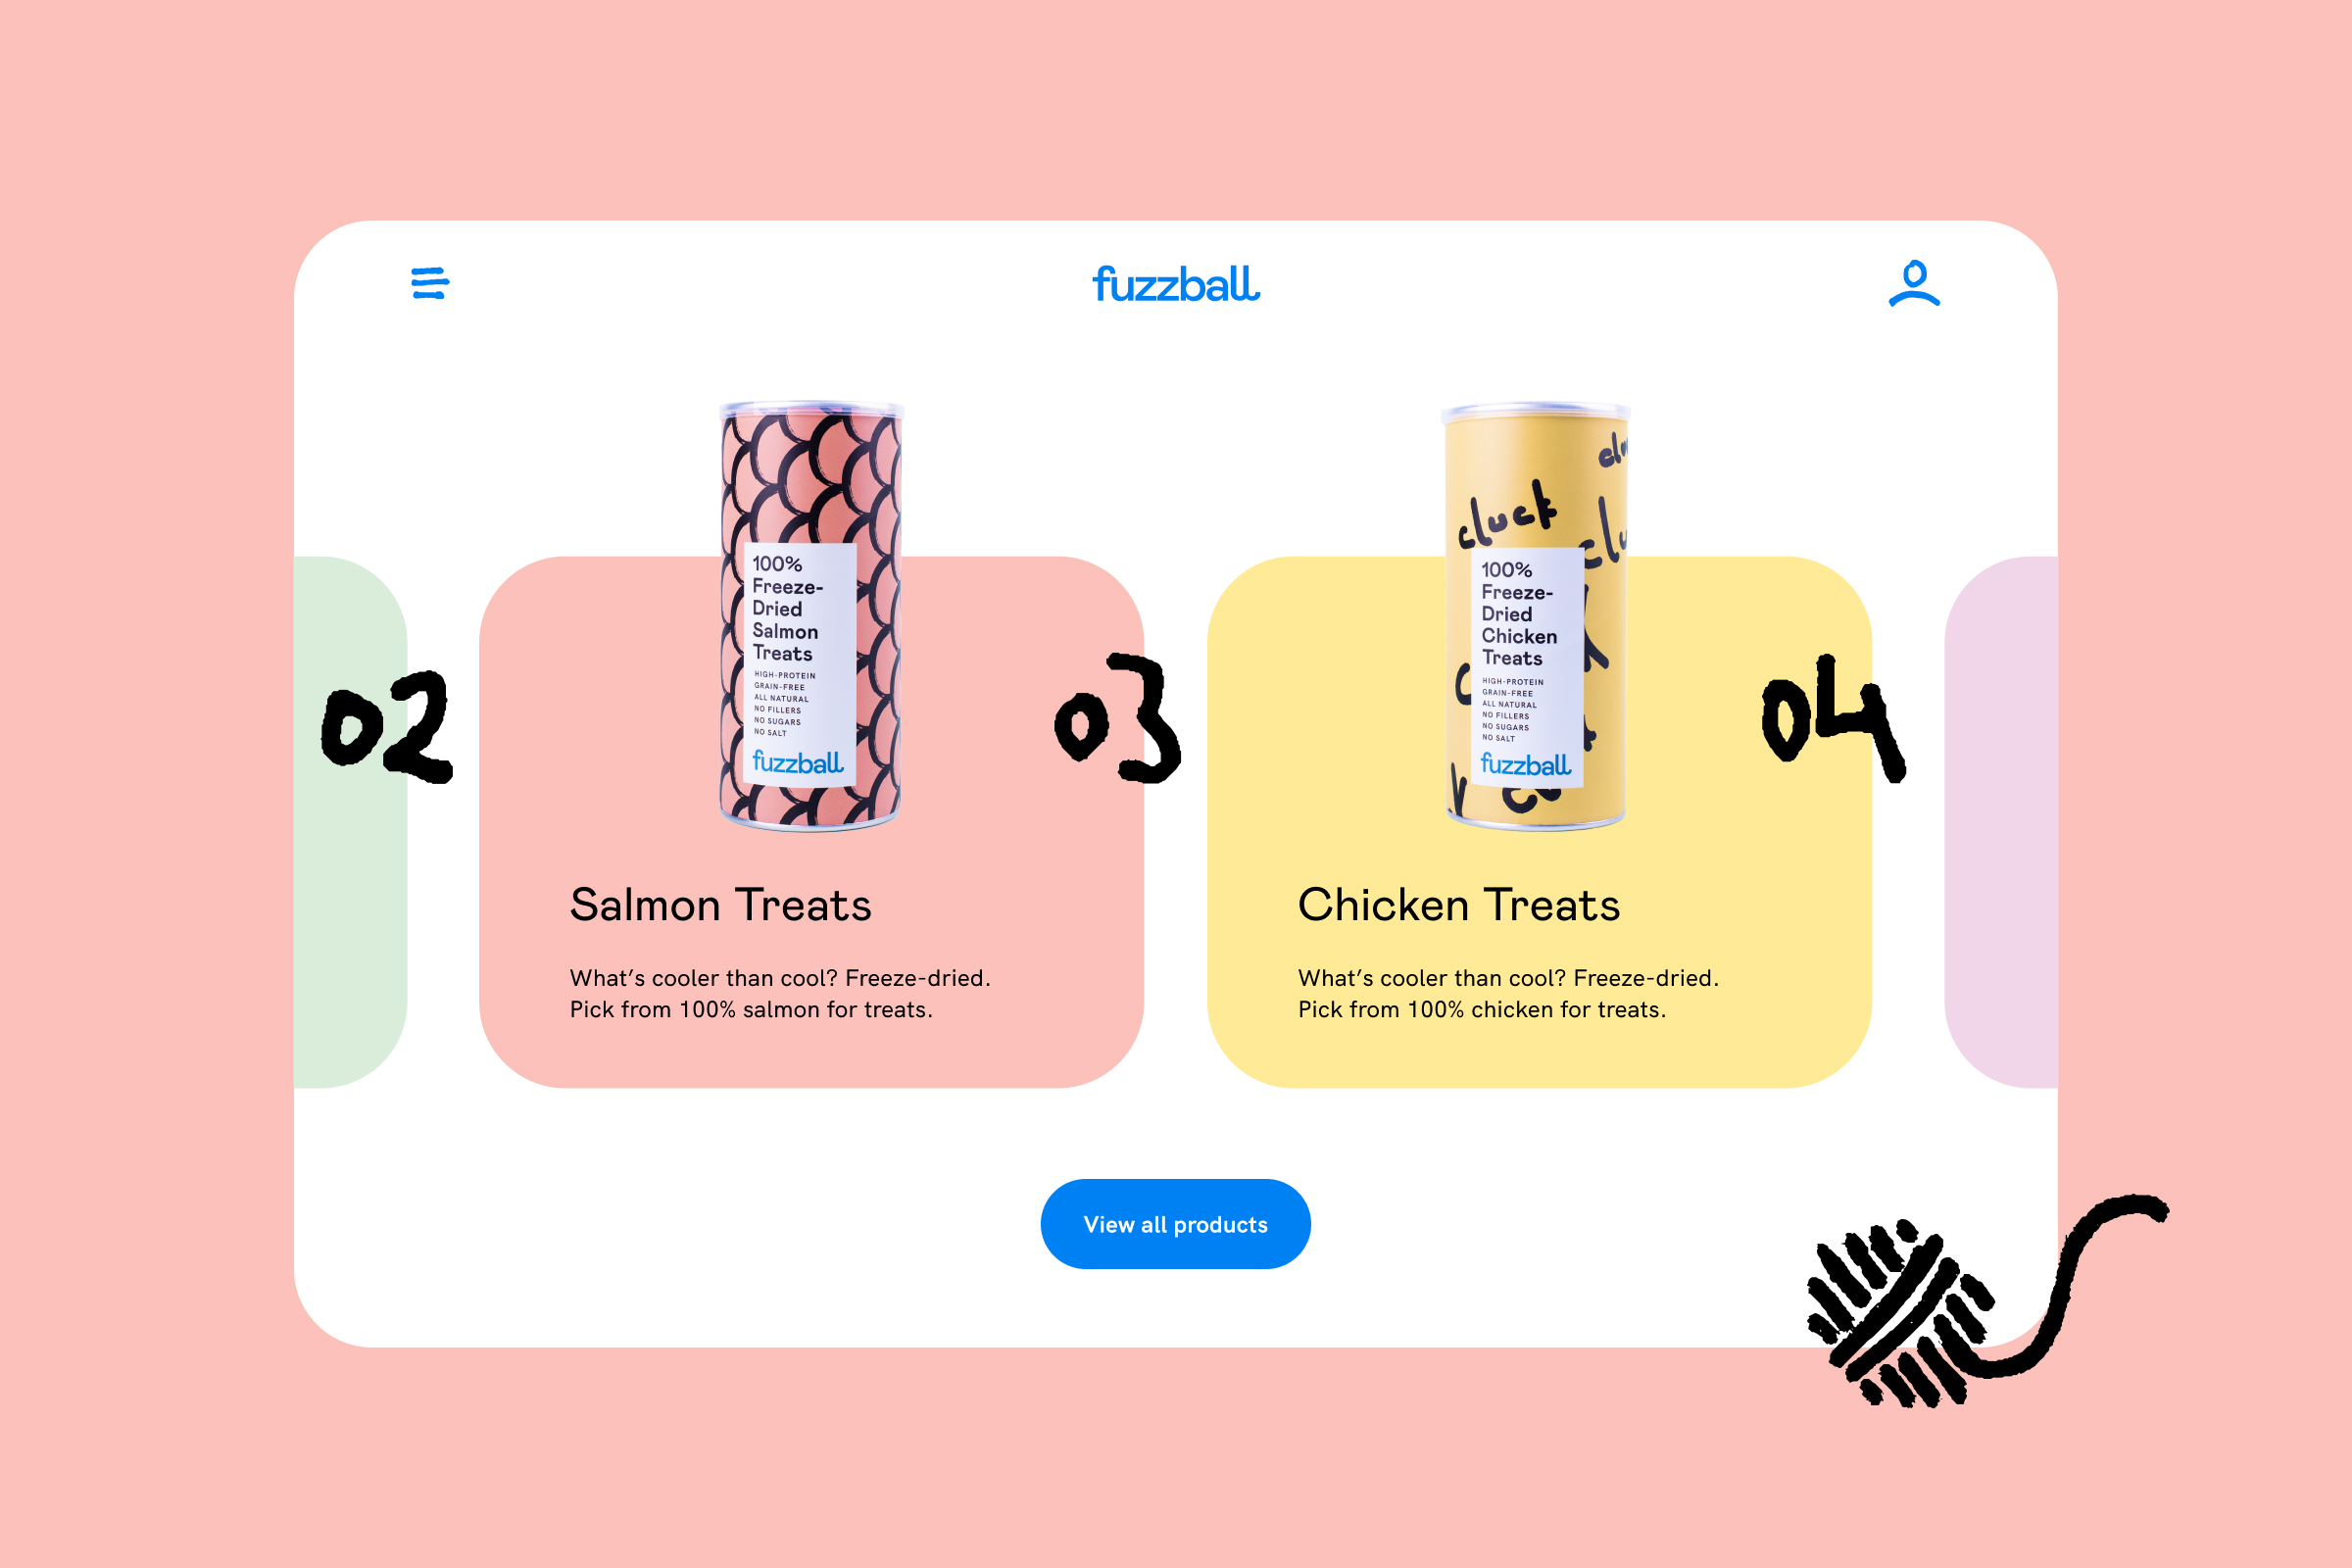 fuzzball
cluck
100%
Freeze-
Dried
Salmon
Treats
HIGH-PROTEIN
GRAIN-FREE
ALL NATURAL
NO FILLERS
NO SUGARS
NO SALT
fuzzball
100%
Freeze-
Dried
Chicken
Treats
HIGH-PROTEIN
GRAIN-FREE
ALL NATURAL
NO FILLERS
NO SUGARS
NO SALT
fuzzball
02
03
04
Salmon Treats
What's cooler than cool? Freeze-dried.
Pick from 100% salmon for treats.
Chicken Treats
What's cooler than cool? Freeze-dried.
Pick from 100% chicken for treats.
View all products